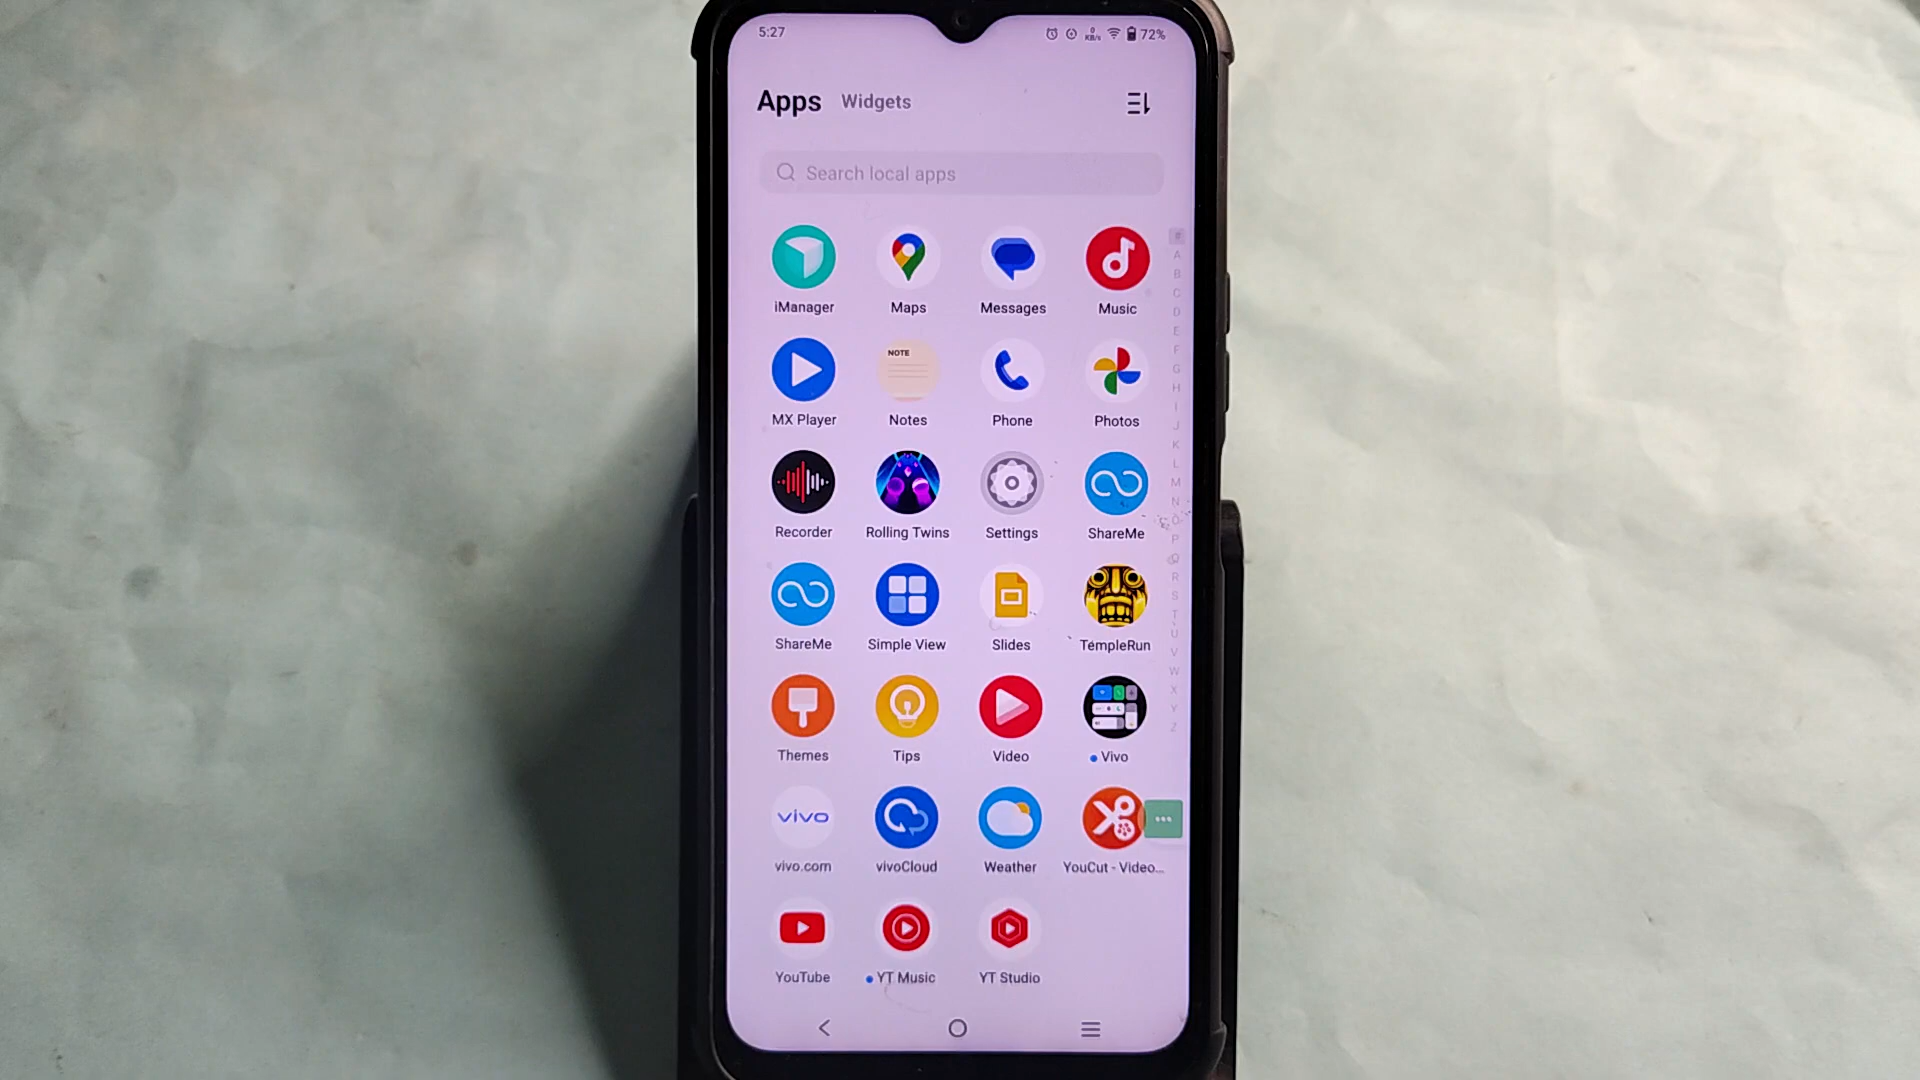 5:27 0 KB/s 72%
Apps Widgets
Search local apps
iManager Maps Messages Music
NOTE
MX Player Notes Phone Photos
Recorder Rolling Twins Settings ShareMe
ShareMe Simple View Slides TempleRun
Themes Tips Video Vivo
vivo
vivo.com vivoCloud Weather YouCut - Video...
YouTube YT Music YT Studio
#
A
B
C
D
E
F
G
H
I
J
K
L
M
N
O
P
Q
R
S
T
U
V
W
X
Y
Z